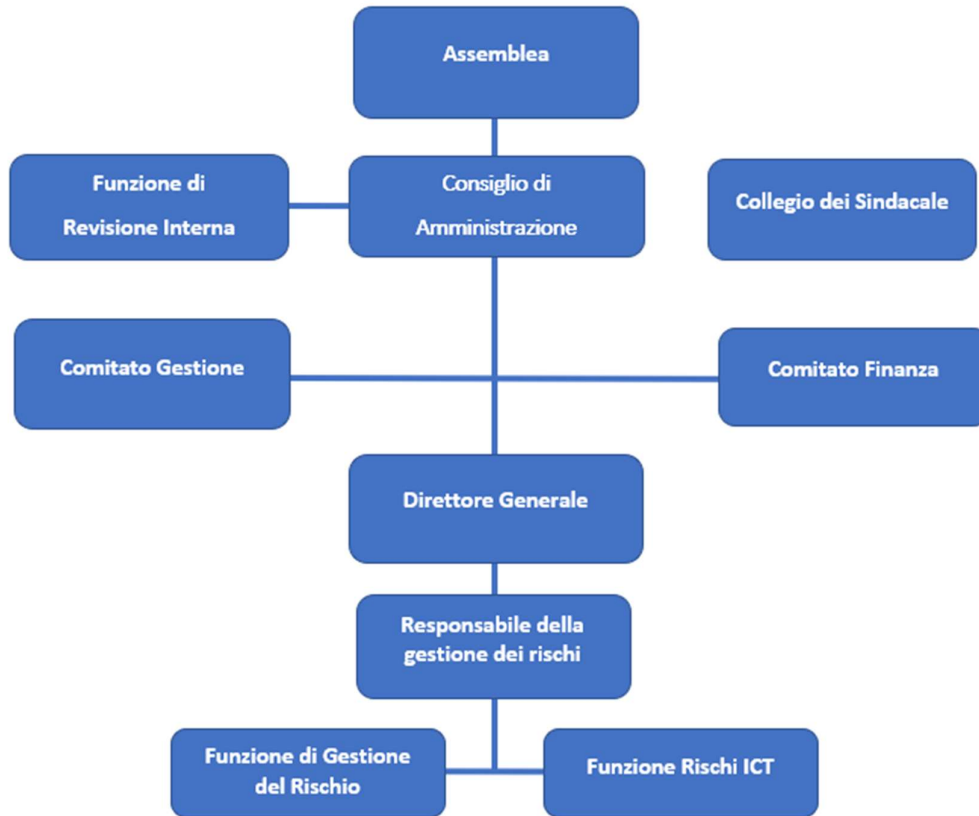 Assemblea
Funzione di
Revisione Interna
Consiglio di
Amministrazione
Collegio dei Sindacale
Comitato Gestione
Comitato Finanza
Direttore Generale
Responsabile della
gestione dei rischi
Funzione di Gestione
del Rischio
Funzione Rischi ICT